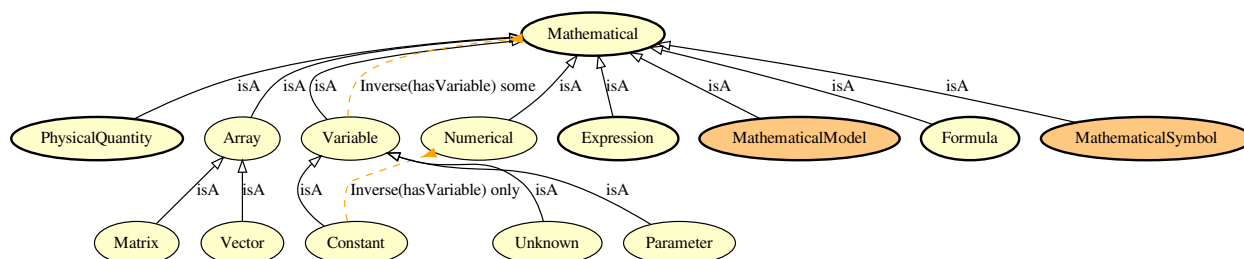 Mathematical
isA
isA
isA
Inverse(hasVariable) some
isA
isA
isA
isA
isA
PhysicalQuantity
Array
Variable
Numerical
Expression
MathematicalModel
Formula
MathematicalSymbol
isA
isA
isA
Inverse(hasVariable) only
isA
isA
Matrix
Vector
Constant
Unknown
Parameter